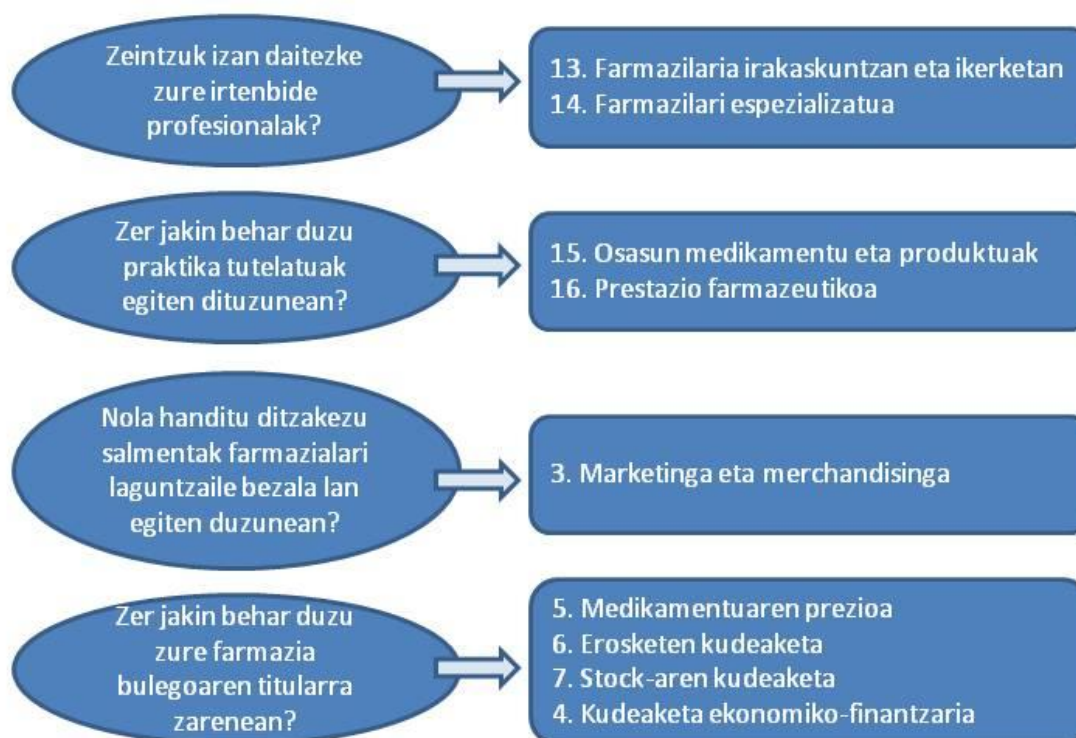 Zeintzuk izan daitezke
zure irtenbide
profesionalak?
13. Farmazilaria irakaskuntzan eta ikerketan
14. Farmazilari espezializatua
Zer jakin behar duzu
praktika tutelatuak
egiten dituzunean?
15. Osasun medikamentu eta produktuak
16. Prestazio farmazeutikoa
Nola handitu ditzakezu
salmentak farmazialari
laguntzaile bezala lan
egiten duzunean?
3. Marketinga eta merchandisinga
Zer jakin behar duzu
zure farmazia
bulegoaren titularra
zarenean?
5. Medikamentuaren prezioa
6. Erosketen kudeaketa
7. Stock-aren kudeaketa
4. Kudeaketa ekonomiko-finantzaria